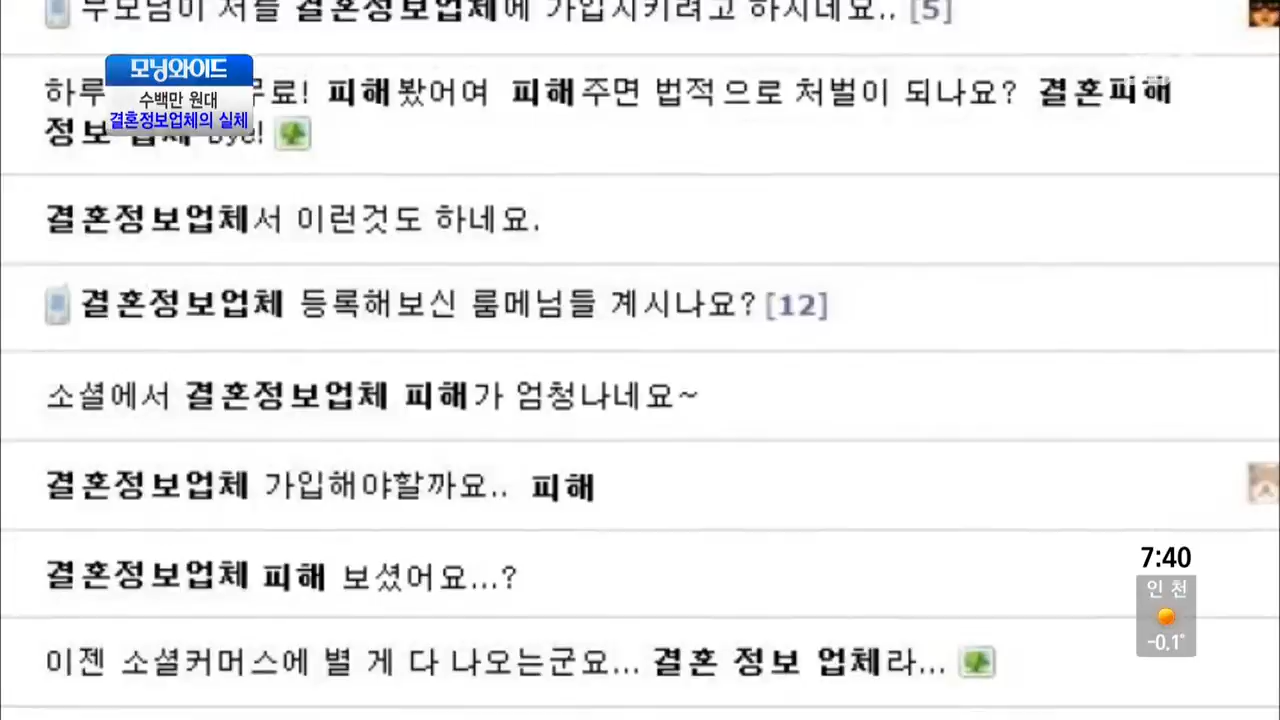 부모님이 저를 결혼정보업체에 가입시키려고 하시네요.. [5]
모닝와이드
수백만 원대
결혼정보업체의 실체
하루 료! 피해봤어여 피해주면 법적으로 처벌이 되나요? 결혼피해
정보 업체 Bye!
결혼정보업체서 이런것도 하네요.
결혼정보업체 등록해보신 룸메님들 계시나요? [12]
소셜에서 결혼정보업체 피해가 엄청나네요~
결혼정보업체 가입해야할까요.. 피해
결혼정보업체 피해 보셨어요...?
7:40
인천
-0.1°
이젠 소셜커머스에 별 게 다 나오는군요... 결혼 정보 업체라...